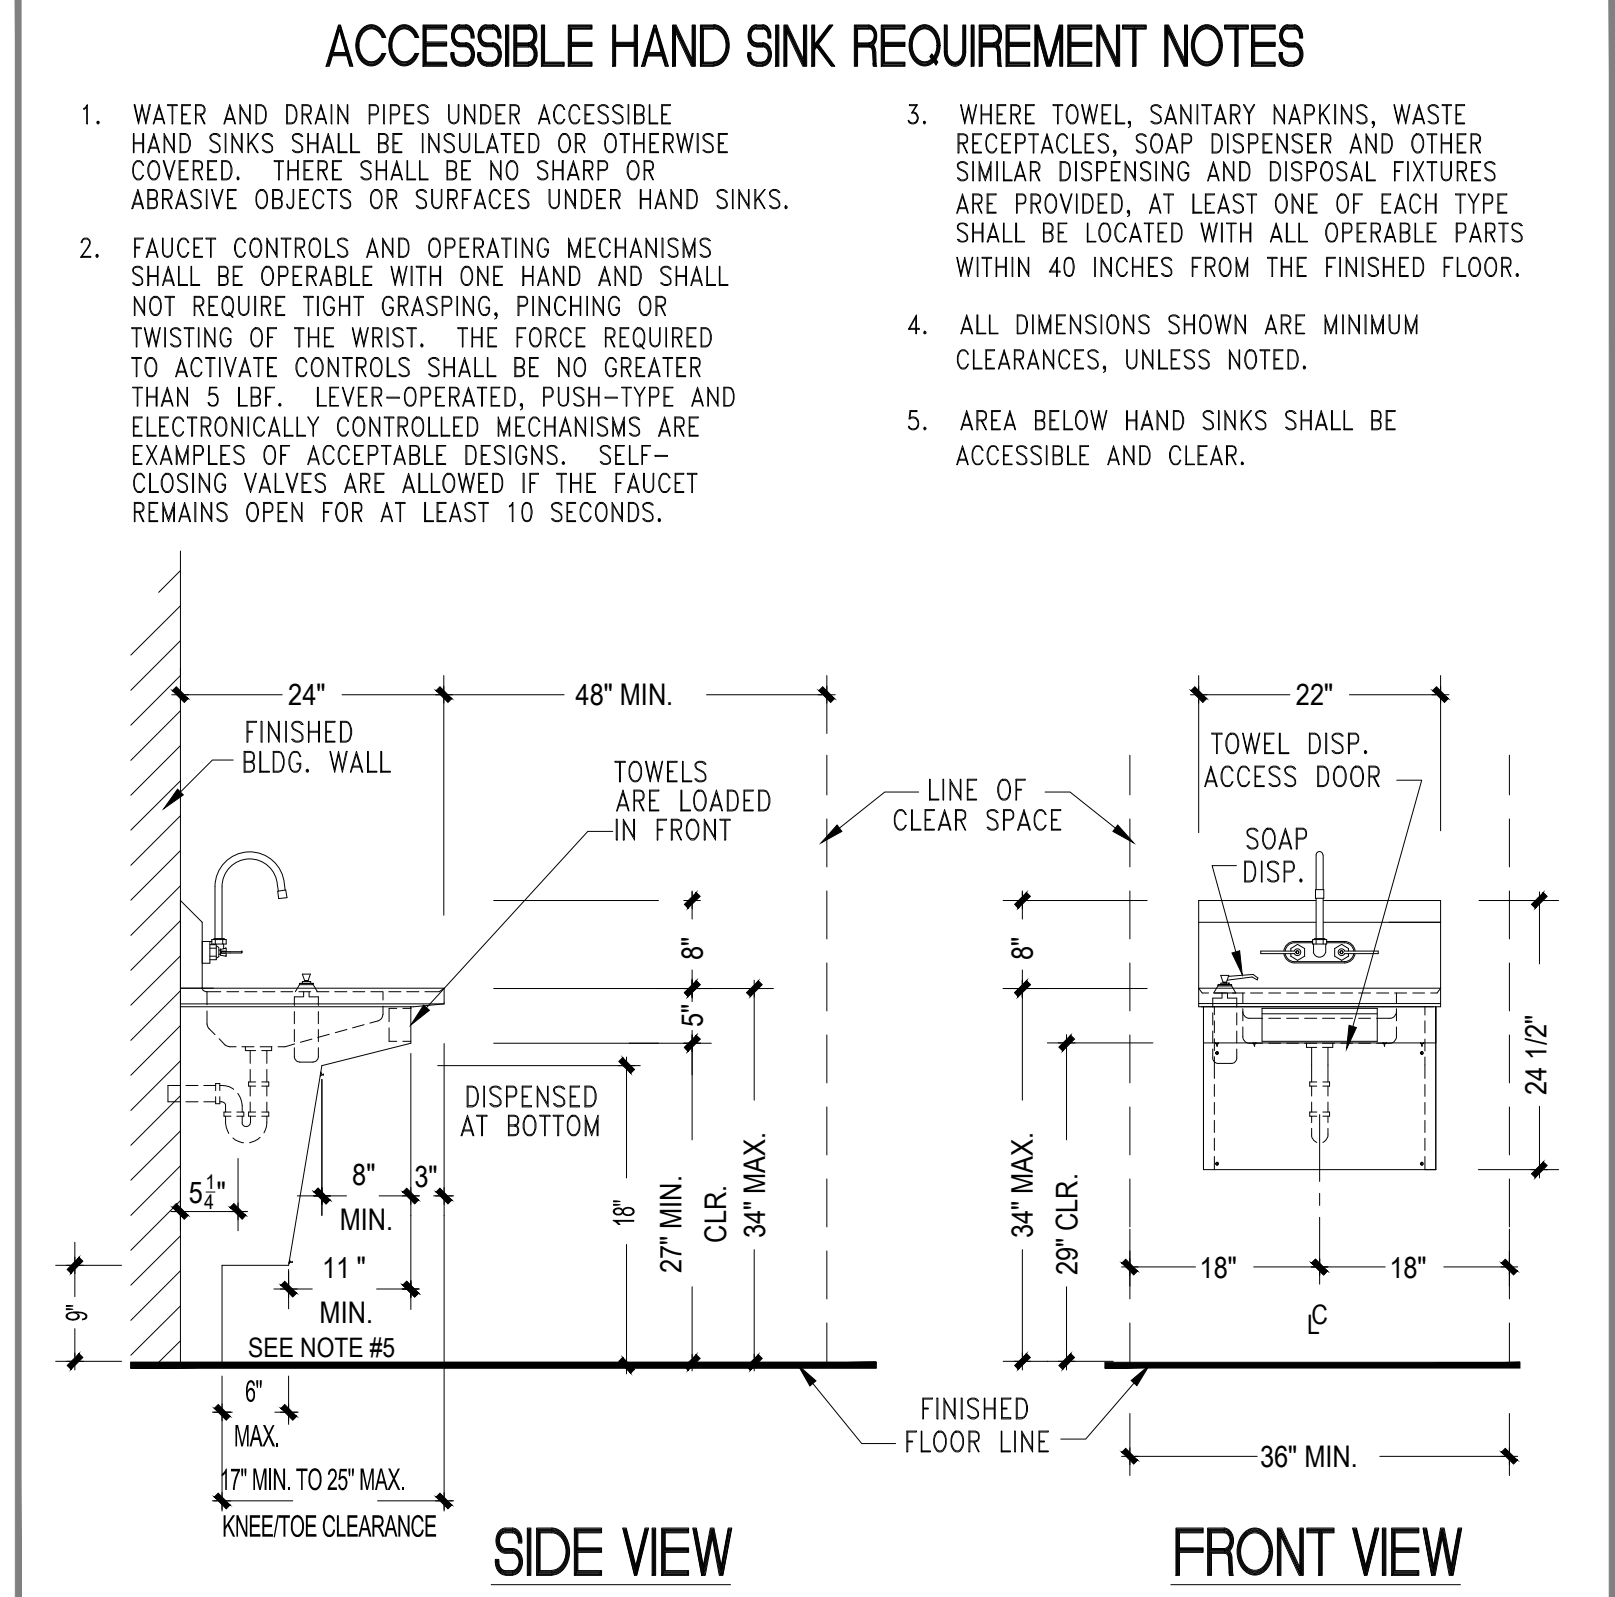 ACCESSIBLE HAND SINK REQUIREMENT NOTES
1. WATER AND DRAIN PIPES UNDER ACCESSIBLE
HAND SINKS SHALL BE INSULATED OR OTHERWISE
COVERED. THERE SHALL BE NO SHARP OR
ABRASIVE OBJECTS OR SURFACES UNDER HAND SINKS.
2. FAUCET CONTROLS AND OPERATING MECHANISMS
SHALL BE OPERABLE WITH ONE HAND AND SHALL
NOT REQUIRE TIGHT GRASPING, PINCHING OR
TWISTING OF THE WRIST. THE FORCE REQUIRED
TO ACTIVATE CONTROLS SHALL BE NO GREATER
THAN 5 LBF. LEVER-OPERATED, PUSH-TYPE AND
ELECTRONICALLY CONTROLLED MECHANISMS ARE
EXAMPLES OF ACCEPTABLE DESIGNS. SELF-
CLOSING VALVES ARE ALLOWED IF THE FAUCET
REMAINS OPEN FOR AT LEAST 10 SECONDS.
3. WHERE TOWEL, SANITARY NAPKINS, WASTE
RECEPTACLES, SOAP DISPENSER AND OTHER
SIMILAR DISPENSING AND DISPOSAL FIXTURES
ARE PROVIDED, AT LEAST ONE OF EACH TYPE
SHALL BE LOCATED WITH ALL OPERABLE PARTS
WITHIN 40 INCHES FROM THE FINISHED FLOOR.
4. ALL DIMENSIONS SHOWN ARE MINIMUM
CLEARANCES, UNLESS NOTED.
5. AREA BELOW HAND SINKS SHALL BE
ACCESSIBLE AND CLEAR.
24"
48" MIN.
FINISHED
BLDG. WALL
TOWELS
ARE LOADED
IN FRONT
8"
5"
DISPENSED
AT BOTTOM
8"
MIN.
3"
5 1/4"
18"
27" MIN.
CLR.
34" MAX.
11 "
MIN.
9"
SEE NOTE #5
6"
MAX.
17" MIN. TO 25" MAX.
KNEE/TOE CLEARANCE
SIDE VIEW
LINE OF
CLEAR SPACE
FINISHED
FLOOR LINE
22"
TOWEL DISP.
ACCESS DOOR
SOAP
DISP.
8"
34" MAX.
29" CLR.
24 1/2"
18"
18"
CL
36" MIN.
FRONT VIEW